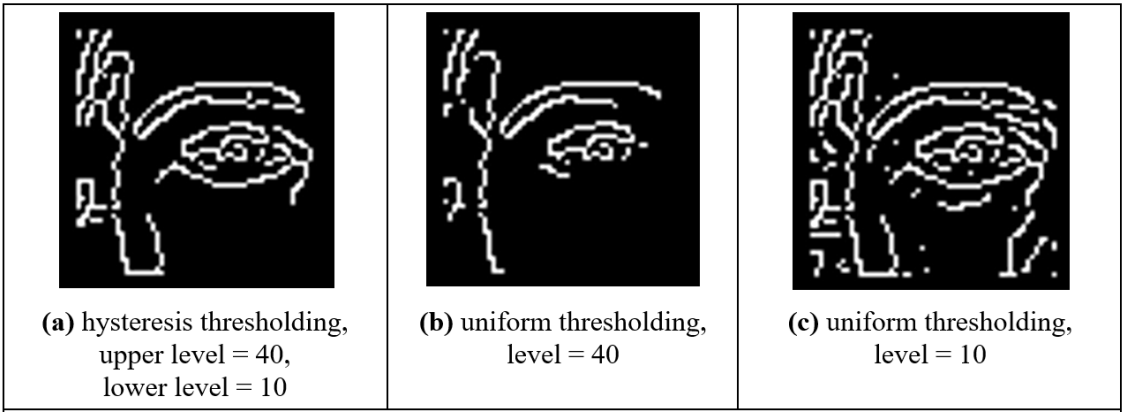 (a) hysteresis thresholding,
upper level = 40,
lower level = 10
(b) uniform thresholding,
level = 40
(c) uniform thresholding,
level = 10